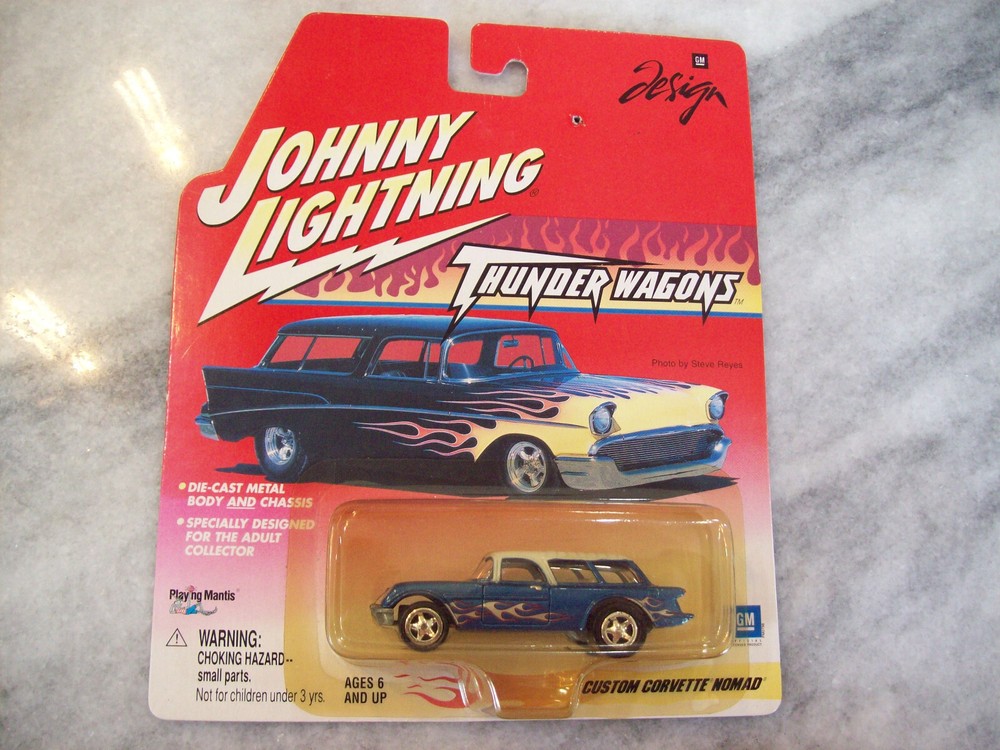 GM
Design
JOHNNY
LIGHTNING®
THUNDER WAGONS™
Photo by Steve Reyes
• DIE-CAST METAL
BODY AND CHASSIS
• SPECIALLY DESIGNED
FOR THE ADULT
COLLECTOR
Playing Mantis®
WARNING:
CHOKING HAZARD--
small parts.
Not for children under 3 yrs.
AGES 6
AND UP
GM
CUSTOM CORVETTE® NOMAD®